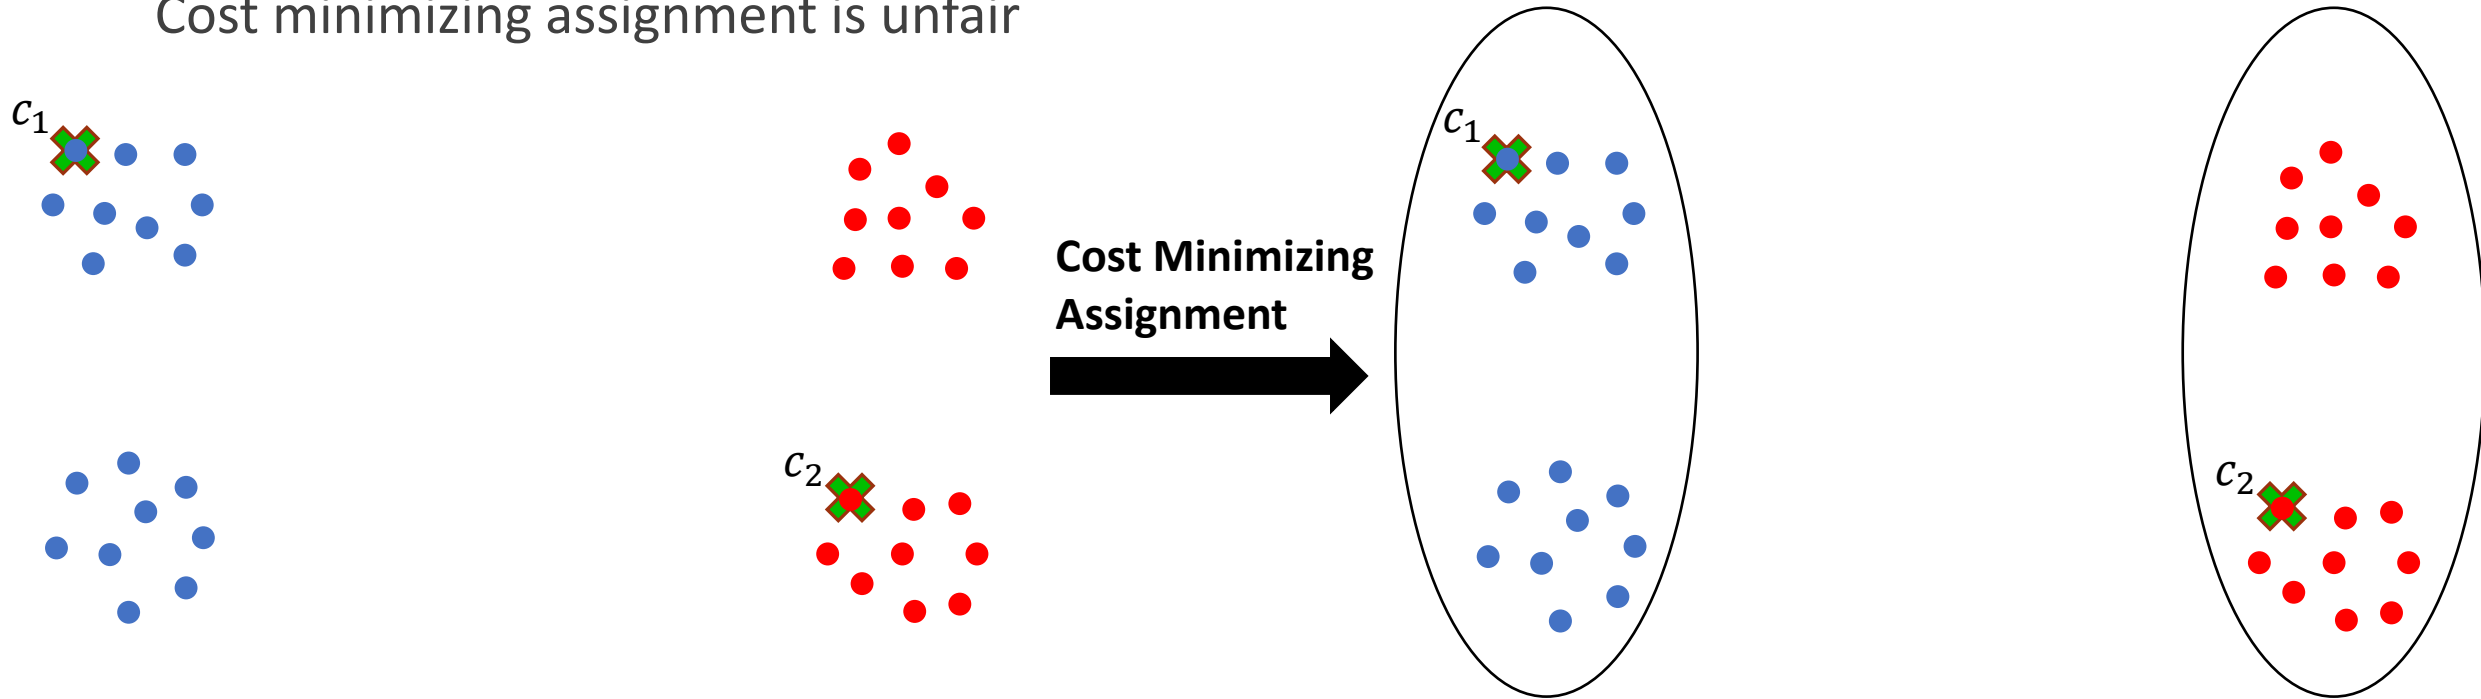 Cost minimizing assignment is unfair
c₁
c₂
Cost Minimizing
Assignment
c₁
c₂